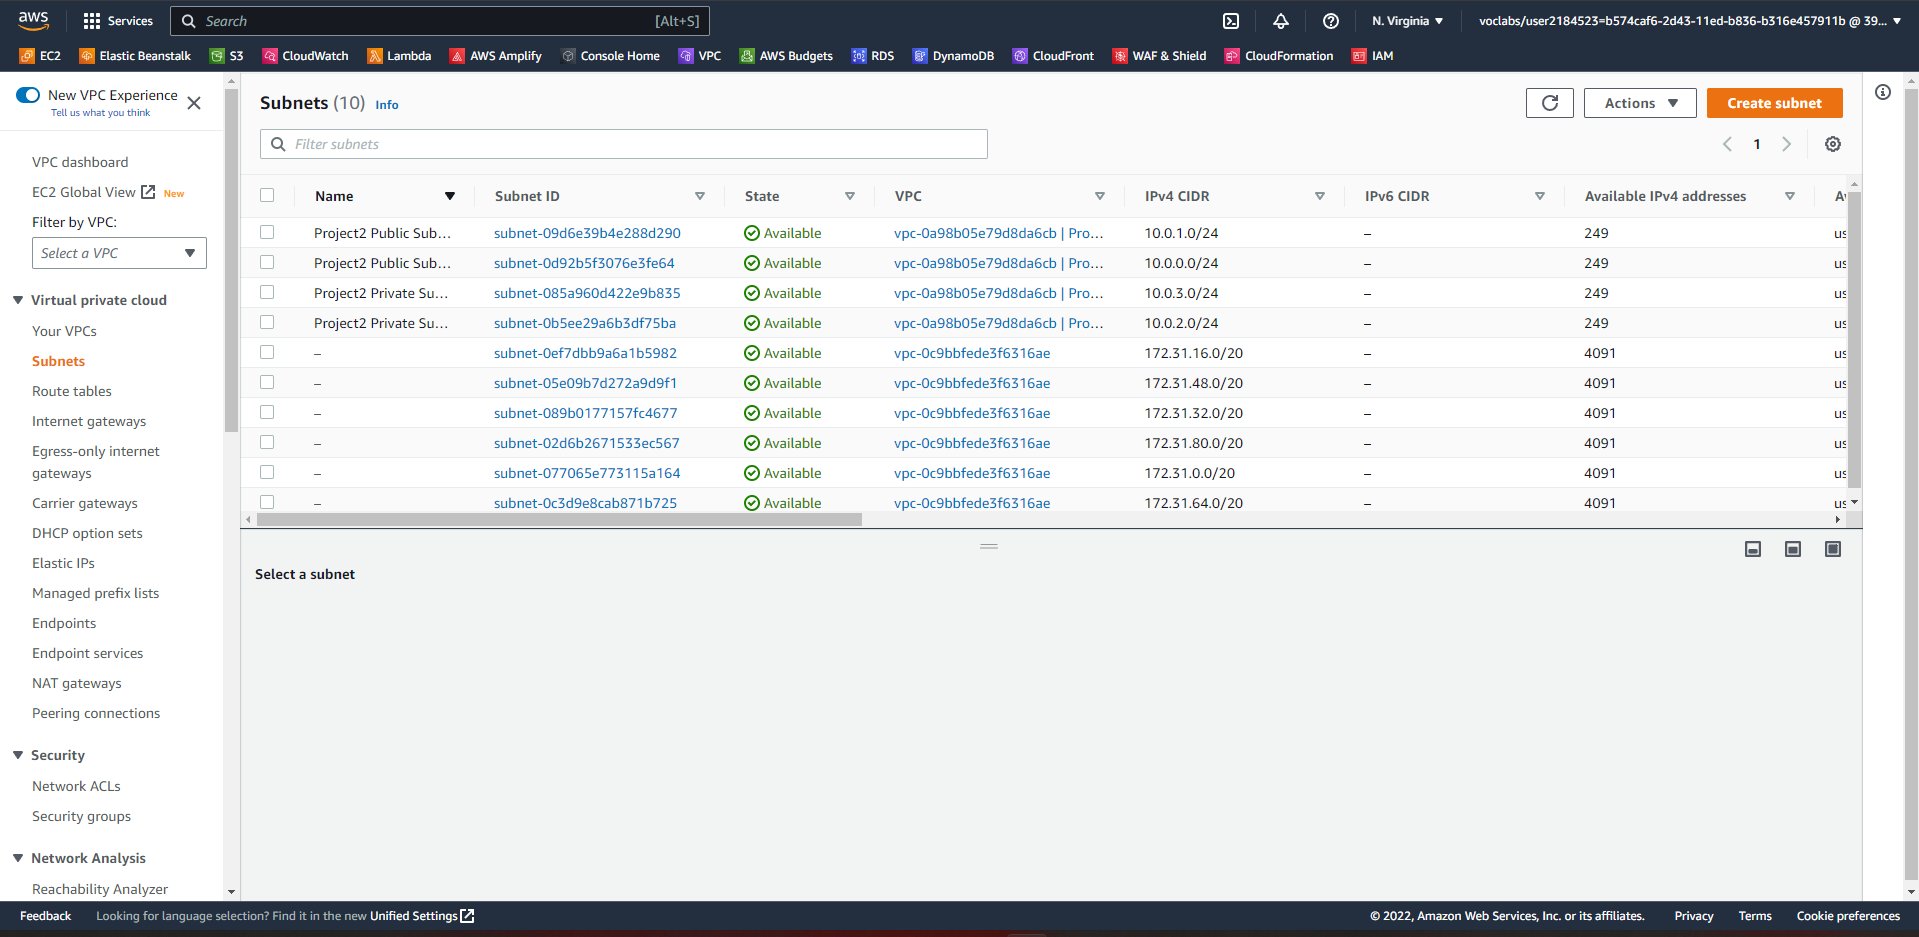 aws Services Search [Alt+S] N. Virginia voclabs/user2184523=b574caf6-2d43-11ed-b836-b316e457911b @ 39...
EC2 Elastic Beanstalk S3 CloudWatch Lambda AWS Amplify Console Home VPC AWS Budgets RDS DynamoDB CloudFront WAF & Shield CloudFormation IAM
New VPC Experience
Tell us what you think
VPC dashboard
EC2 Global View New
Filter by VPC:
Select a VPC
Virtual private cloud
Your VPCs
Subnets
Route tables
Internet gateways
Egress-only internet
gateways
Carrier gateways
DHCP option sets
Elastic IPs
Managed prefix lists
Endpoints
Endpoint services
NAT gateways
Peering connections
Security
Network ACLs
Security groups
Network Analysis
Reachability Analyzer
Subnets (10) Info
Actions Create subnet
Filter subnets
1
Name Subnet ID State VPC IPv4 CIDR IPv6 CIDR Available IPv4 addresses
Project2 Public Sub... subnet-09d6e39b4e288d290 Available vpc-0a98b05e79d8da6cb | Pro... 10.0.1.0/24 – 249 us
Project2 Public Sub... subnet-0d92b5f3076e3fe64 Available vpc-0a98b05e79d8da6cb | Pro... 10.0.0.0/24 – 249 us
Project2 Private Su... subnet-085a960d422e9b835 Available vpc-0a98b05e79d8da6cb | Pro... 10.0.3.0/24 – 249 us
Project2 Private Su... subnet-0b5ee29a6b3df75ba Available vpc-0a98b05e79d8da6cb | Pro... 10.0.2.0/24 – 249 us
– subnet-0ef7dbb9a6a1b5982 Available vpc-0c9bbfede3f6316ae 172.31.16.0/20 – 4091 us
– subnet-05e09b7d272a9d9f1 Available vpc-0c9bbfede3f6316ae 172.31.48.0/20 – 4091 us
– subnet-089b0177157fc4677 Available vpc-0c9bbfede3f6316ae 172.31.32.0/20 – 4091 us
– subnet-02d6b2671533ec567 Available vpc-0c9bbfede3f6316ae 172.31.80.0/20 – 4091 us
– subnet-077065e773115a164 Available vpc-0c9bbfede3f6316ae 172.31.0.0/20 – 4091 us
– subnet-0c3d9e8cab871b725 Available vpc-0c9bbfede3f6316ae 172.31.64.0/20 – 4091 us
Select a subnet
Feedback Looking for language selection? Find it in the new Unified Settings © 2022, Amazon Web Services, Inc. or its affiliates. Privacy Terms Cookie preferences